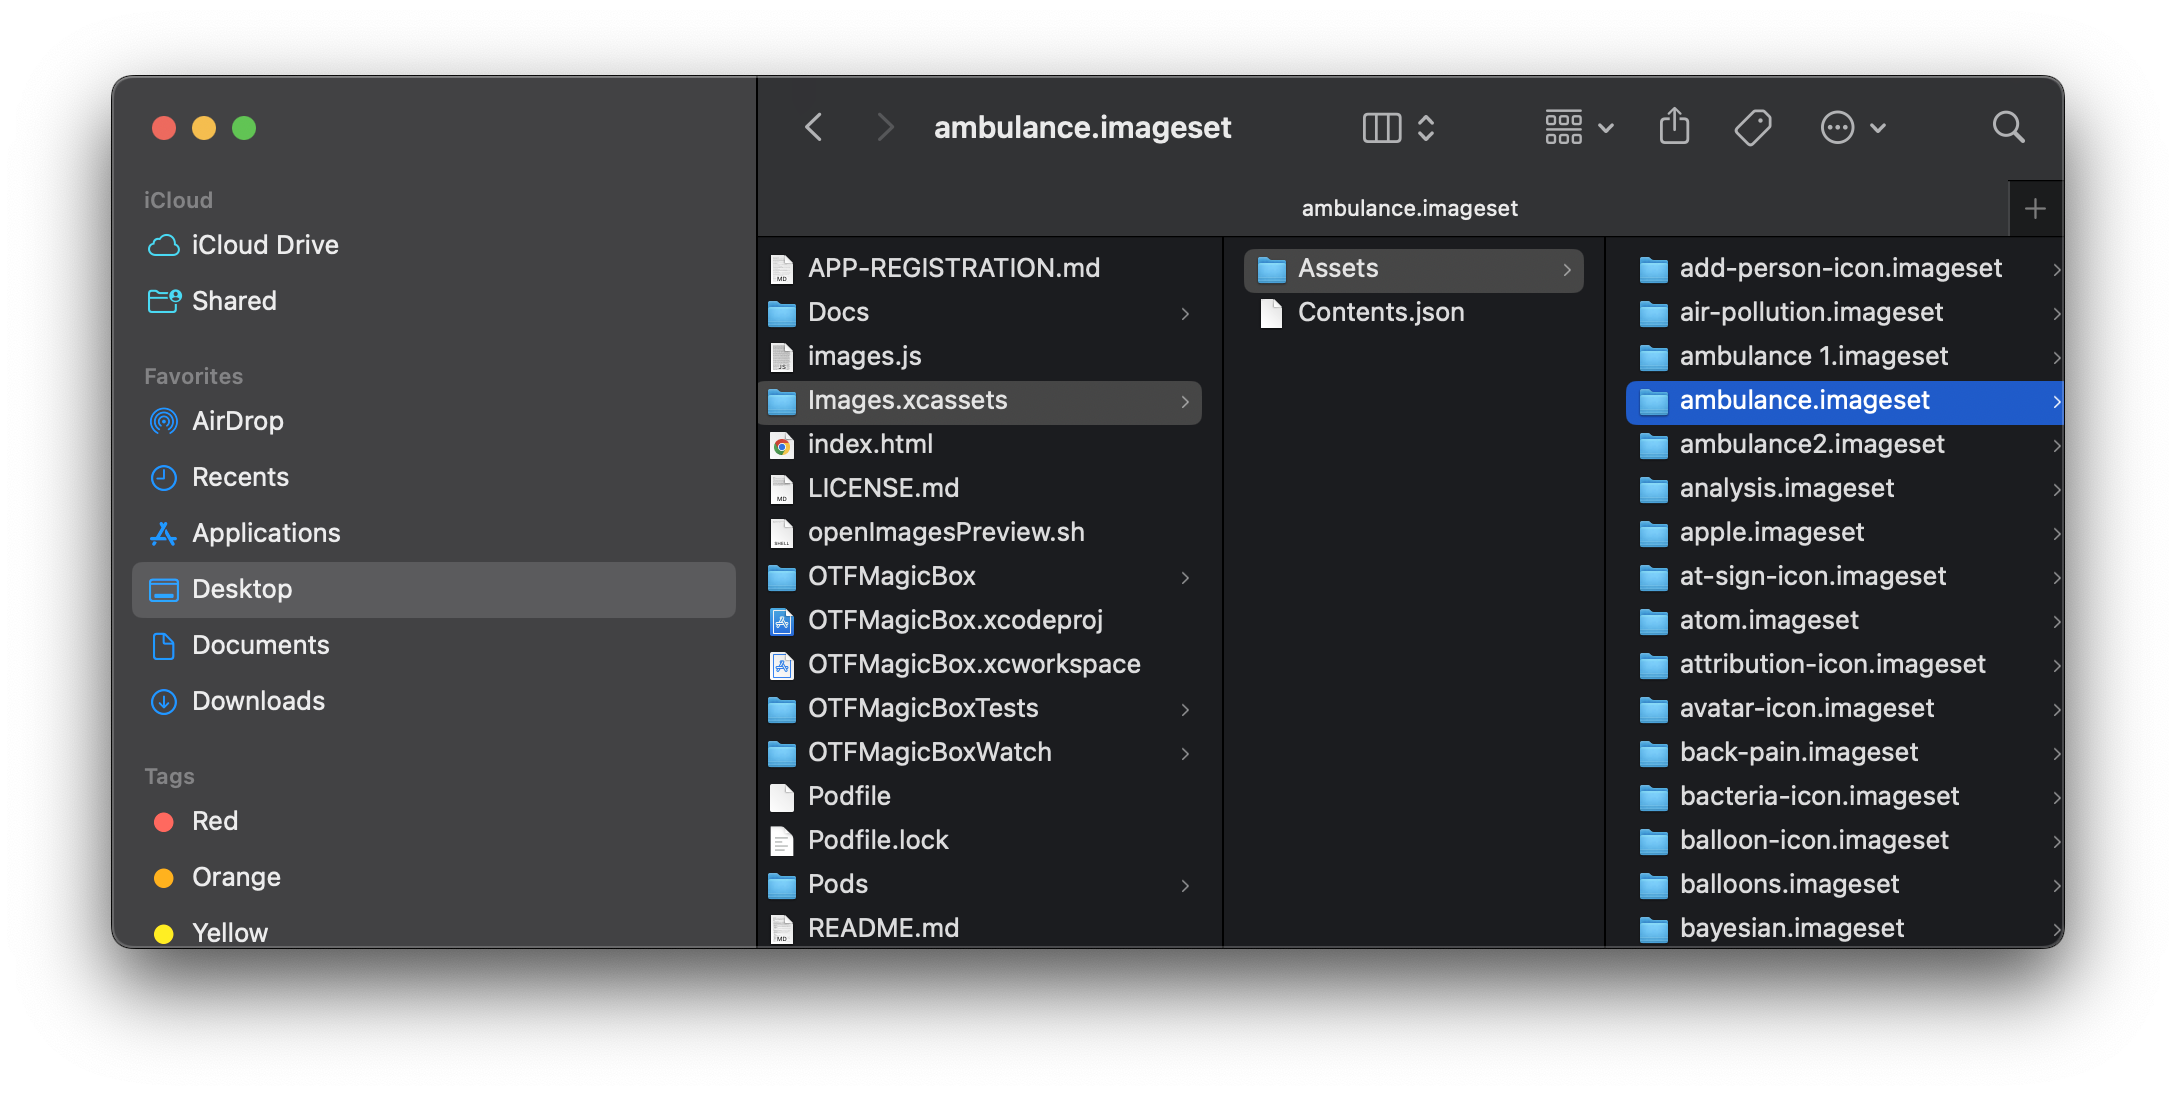 ambulance.imageset
ambulance.imageset
iCloud
iCloud Drive
Shared
Favorites
AirDrop
Recents
Applications
Desktop
Documents
Downloads
Tags
Red
Orange
Yellow
APP-REGISTRATION.md
Docs
images.js
Images.xcassets
index.html
LICENSE.md
openImagesPreview.sh
OTFMagicBox
OTFMagicBox.xcodeproj
OTFMagicBox.xcworkspace
OTFMagicBoxTests
OTFMagicBoxWatch
Podfile
Podfile.lock
Pods
README.md
Assets
Contents.json
add-person-icon.imageset
air-pollution.imageset
ambulance 1.imageset
ambulance.imageset
ambulance2.imageset
analysis.imageset
apple.imageset
at-sign-icon.imageset
atom.imageset
attribution-icon.imageset
avatar-icon.imageset
back-pain.imageset
bacteria-icon.imageset
balloon-icon.imageset
balloons.imageset
bayesian.imageset